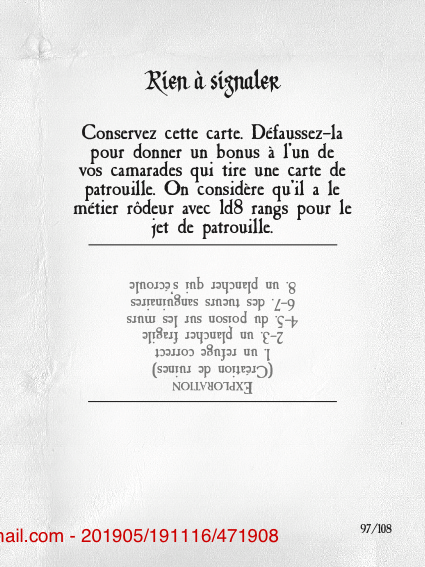 Rien à signaler
Conservez cette carte. Défaussez-la
pour donner un bonus à l'un de
vos camarades qui tire une carte de
patrouille. On considère qu'il a le
métier rôdeur avec 1d8 rangs pour le
jet de patrouille.
EXPLORATION
(Création de ruines)
1. un refuge correct
2-3. un plancher fragile
4-5. du poison sur les murs
6-7. des tueurs sanguinaires
8. un plancher qui s'écroule
97/108
nail.com - 201905/191116/471908